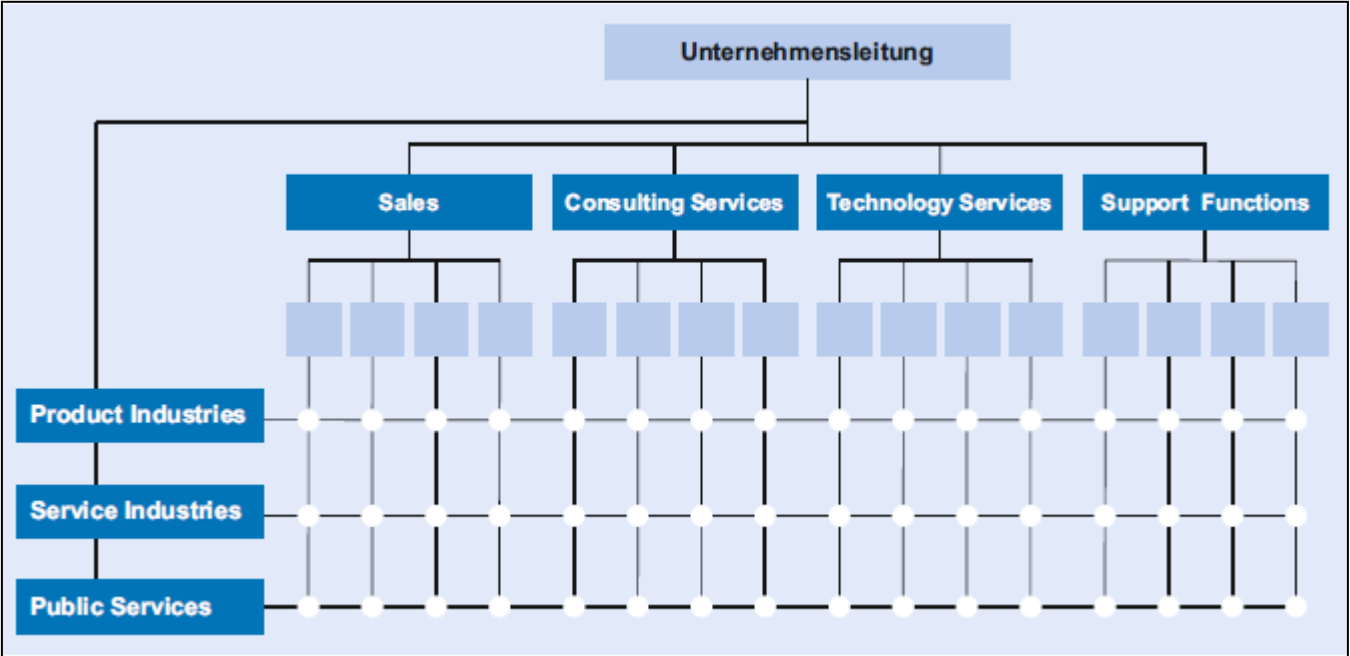 Unternehmensleitung
Sales
Consulting Services
Technology Services
Support Functions
Product Industries
Service Industries
Public Services